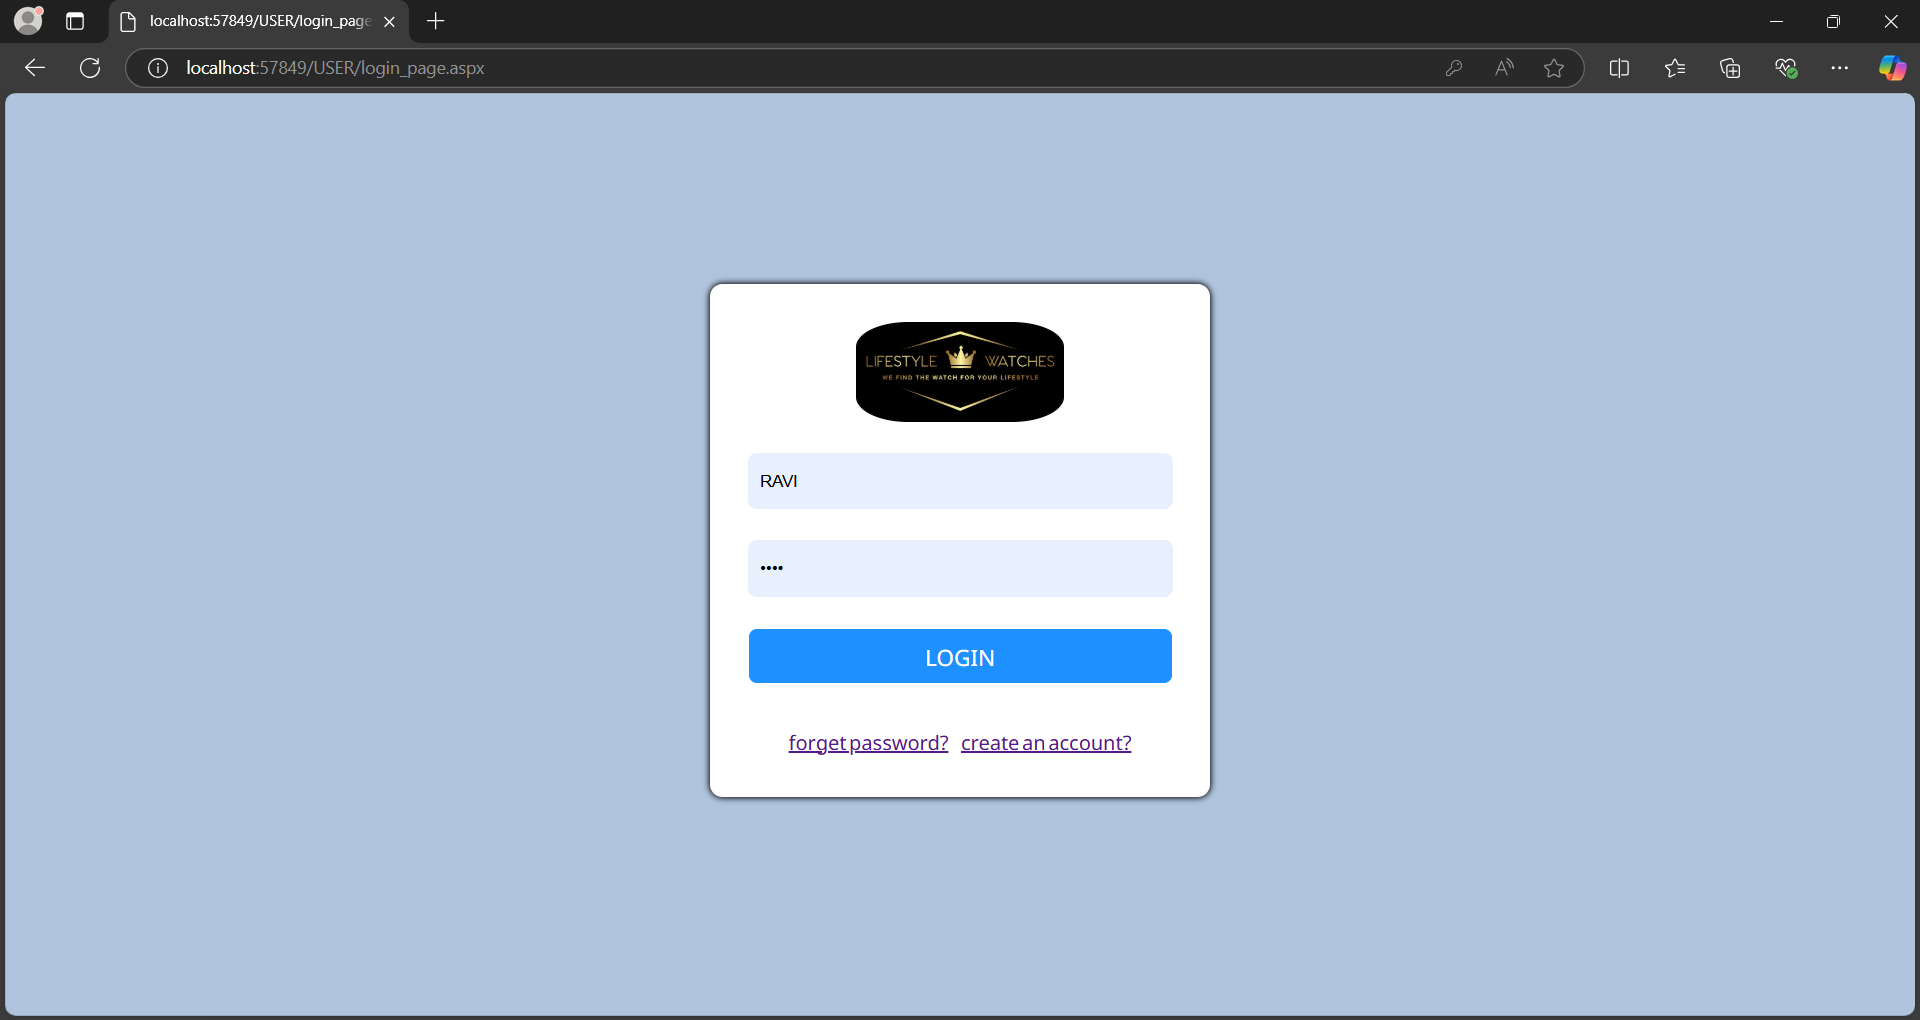 localhost:57849/USER/login_page
localhost:57849/USER/login_page.aspx
LIFESTYLE WATCHES
WE FIND THE WATCH FOR YOUR LIFESTYLE
RAVI
••••
LOGIN
forget password? create an account?